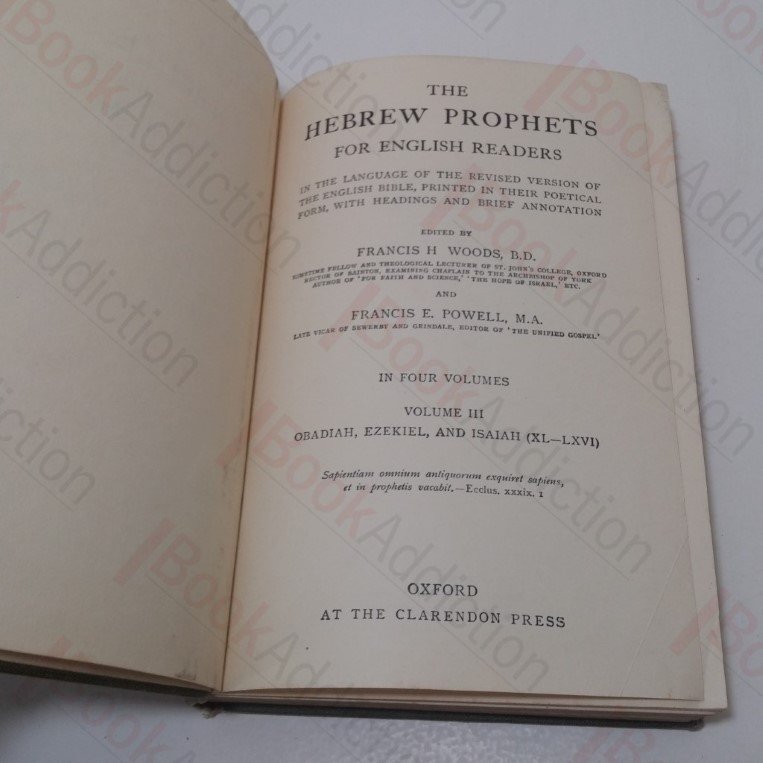 THE
HEBREW PROPHETS
FOR ENGLISH READERS
IN THE LANGUAGE OF THE REVISED VERSION OF
THE ENGLISH BIBLE, PRINTED IN THEIR POETICAL
FORM, WITH HEADINGS AND BRIEF ANNOTATION
EDITED BY
FRANCIS H WOODS, B.D.
SOMETIME FELLOW AND THEOLOGICAL LECTURER OF ST. JOHN'S COLLEGE, OXFORD
RECTOR OF BAINTON, EXAMINING CHAPLAIN TO THE ARCHBISHOP OF YORK
AUTHOR OF 'FOR FAITH AND SCIENCE,' 'THE HOPE OF ISRAEL,' ETC.
AND
FRANCIS E. POWELL, M.A.
LATE VICAR OF SEWERBY AND GRINDALE, EDITOR OF 'THE UNIFIED GOSPEL'
IN FOUR VOLUMES
VOLUME III
OBADIAH, EZEKIEL, AND ISAIAH (XL—LXVI)
Sapientiam omnium antiquorum exquiret sapiens,
et in prophetis vacabit.—Ecclus. xxxix. 1
OXFORD
AT THE CLARENDON PRESS
BookAddiction